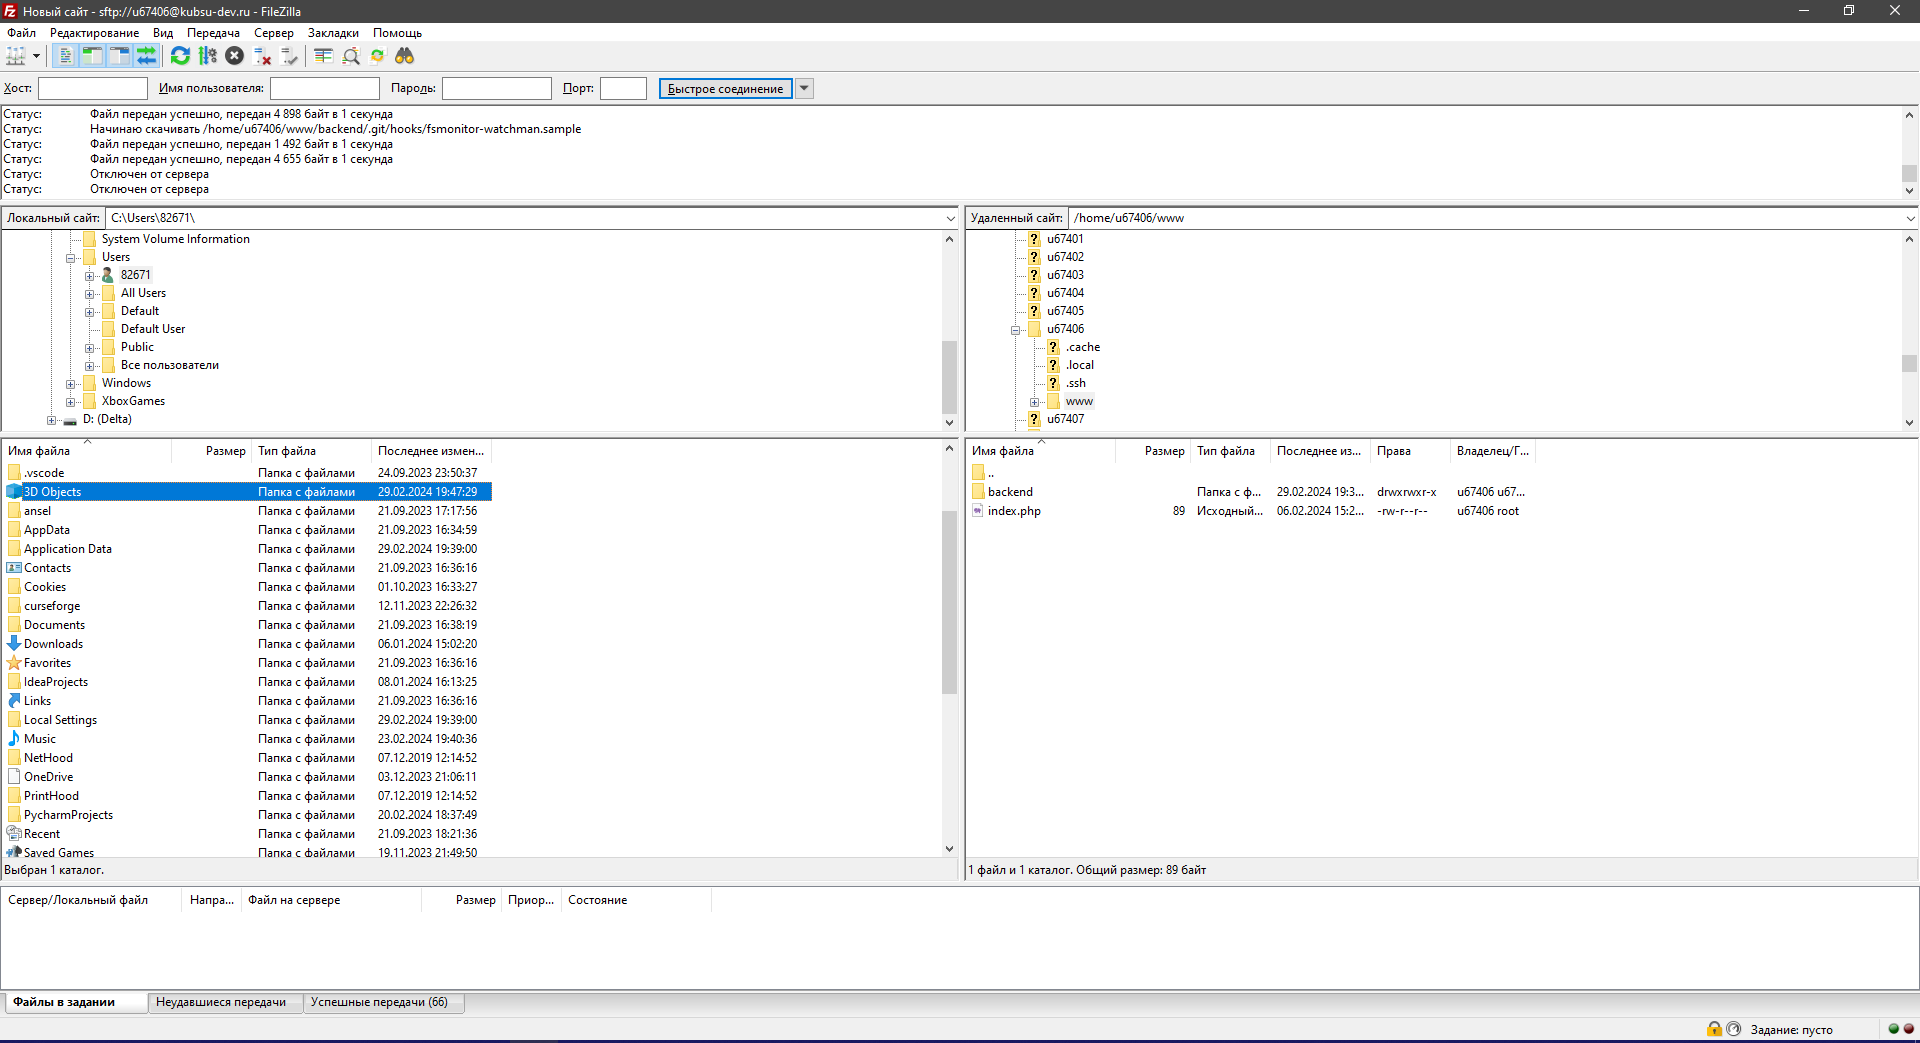 Новый сайт - sftp://u67406@kubsu-dev.ru - FileZilla
Файл Редактирование Вид Передача Сервер Закладки Помощь
Хост: Имя пользователя: Пароль: Порт: Быстрое соединение
Статус: Файл передан успешно, передан 4 898 байт в 1 секунда
Статус: Начинаю скачивать /home/u67406/www/backend/.git/hooks/fsmonitor-watchman.sample
Статус: Файл передан успешно, передан 1 492 байт в 1 секунда
Статус: Файл передан успешно, передан 4 655 байт в 1 секунда
Статус: Отключен от сервера
Статус: Отключен от сервера
Локальный сайт: C:\Users\82671\
System Volume Information
Users
82671
All Users
Default
Default User
Public
Все пользователи
Windows
XboxGames
D: (Delta)
Имя файла Размер Тип файла Последнее измен...
.vscode Папка с файлами 24.09.2023 23:50:37
3D Objects Папка с файлами 29.02.2024 19:47:29
ansel Папка с файлами 21.09.2023 17:17:56
AppData Папка с файлами 21.09.2023 16:34:59
Application Data Папка с файлами 29.02.2024 19:39:00
Contacts Папка с файлами 21.09.2023 16:36:16
Cookies Папка с файлами 01.10.2023 16:33:27
curseforge Папка с файлами 12.11.2023 22:26:32
Documents Папка с файлами 21.09.2023 16:38:19
Downloads Папка с файлами 06.01.2024 15:02:20
Favorites Папка с файлами 21.09.2023 16:36:16
IdeaProjects Папка с файлами 08.01.2024 16:13:25
Links Папка с файлами 21.09.2023 16:36:16
Local Settings Папка с файлами 29.02.2024 19:39:00
Music Папка с файлами 23.02.2024 19:40:36
NetHood Папка с файлами 07.12.2019 12:14:52
OneDrive Папка с файлами 03.12.2023 21:06:11
PrintHood Папка с файлами 07.12.2019 12:14:52
PycharmProjects Папка с файлами 20.02.2024 18:37:49
Recent Папка с файлами 21.09.2023 18:21:36
Saved Games Папка с файлами 19.11.2023 21:49:50
Выбран 1 каталог.
Удаленный сайт: /home/u67406/www
u67401
u67402
u67403
u67404
u67405
u67406
.cache
.local
.ssh
www
u67407
Имя файла Размер Тип файла Последнее из... Права Владелец/Г...
..
backend Папка с ф... 29.02.2024 19:3... drwxrwxr-x u67406 u67...
index.php 89 Исходный... 06.02.2024 15:2... -rw-r--r-- u67406 root
1 файл и 1 каталог. Общий размер: 89 байт
Сервер/Локальный файл Напра... Файл на сервере Размер Приор... Состояние
Файлы в задании Неудавшиеся передачи Успешные передачи (66)
Задание: пусто